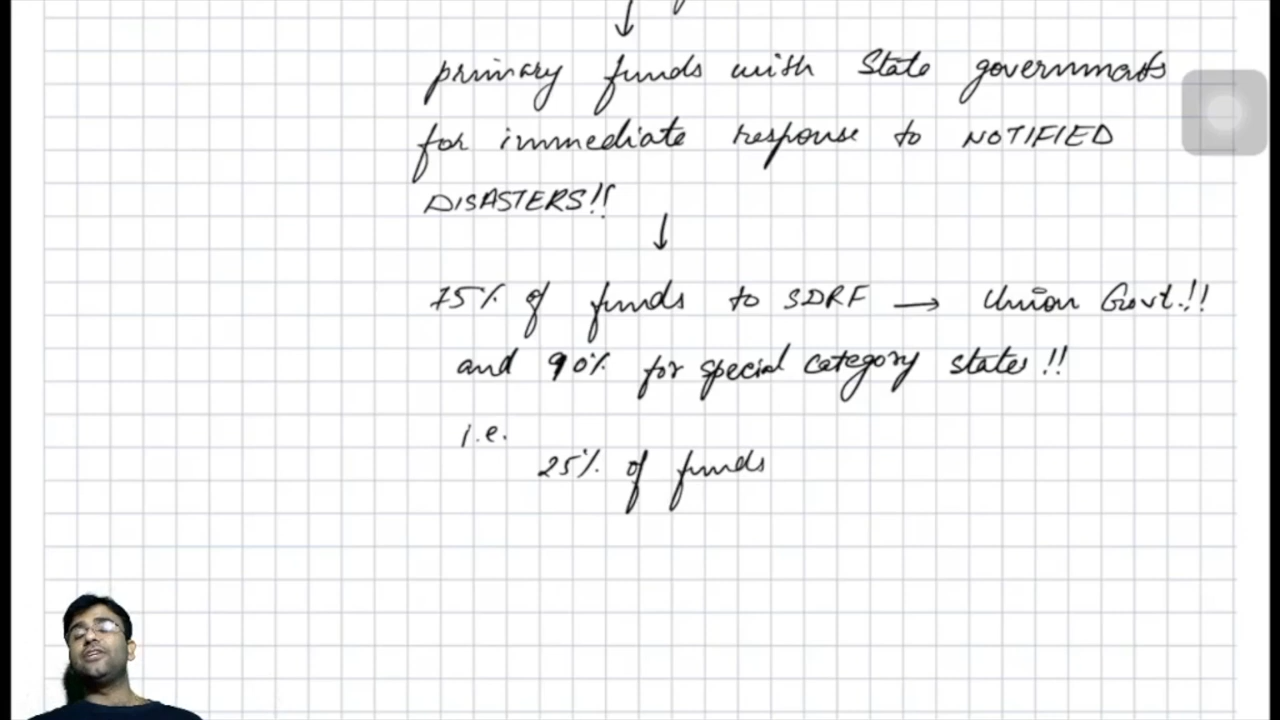 primary funds with State governments
for immediate response to NOTIFIED
DISASTERS!!
75% of funds to SDRF → Union Govt.!!
and 90% for special category states!!
i.e.
25% of funds